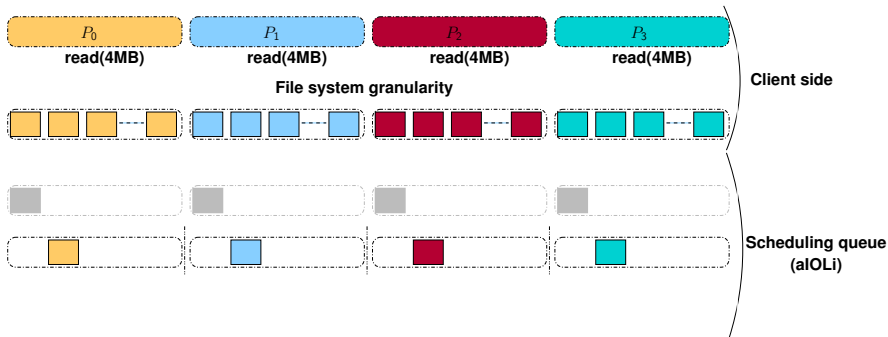 P0 P1 P2 P3
read(4MB) read(4MB) read(4MB) read(4MB)
File system granularity
Client side
Scheduling queue
(aIOLi)